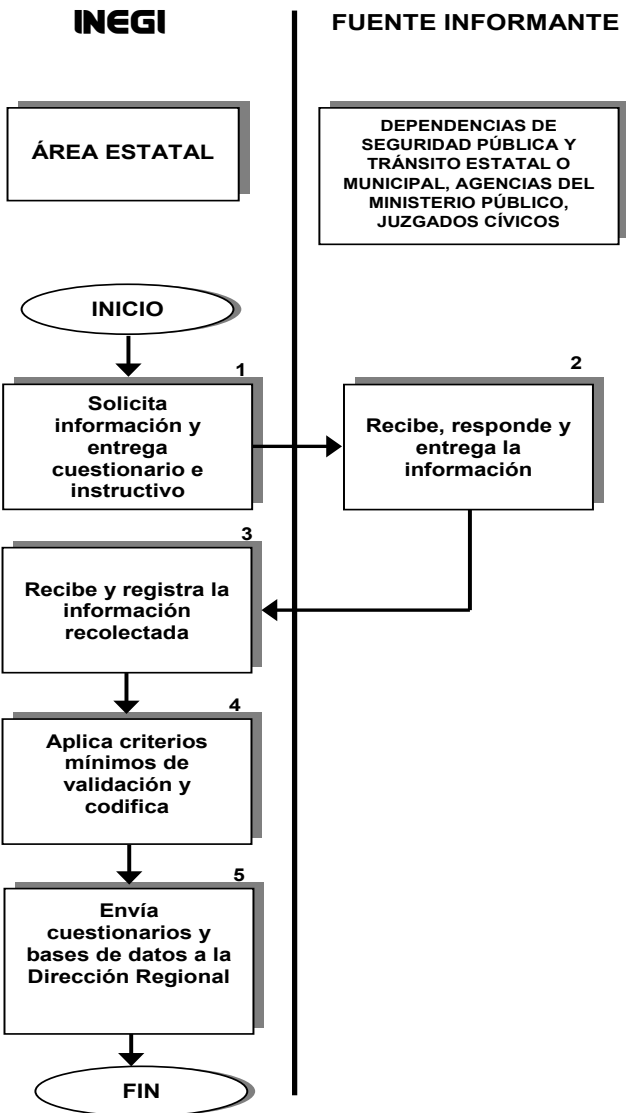 INEGI
FUENTE INFORMANTE
ÁREA ESTATAL
DEPENDENCIAS DE
SEGURIDAD PÚBLICA Y
TRÁNSITO ESTATAL O
MUNICIPAL, AGENCIAS DEL
MINISTERIO PÚBLICO,
JUZGADOS CÍVICOS
INICIO
1
Solicita
información y
entrega
cuestionario e
instructivo
2
Recibe, responde y
entrega la
información
3
Recibe y registra la
información
recolectada
4
Aplica criterios
mínimos de
validación y
codifica
5
Envía
cuestionarios y
bases de datos a la
Dirección Regional
FIN